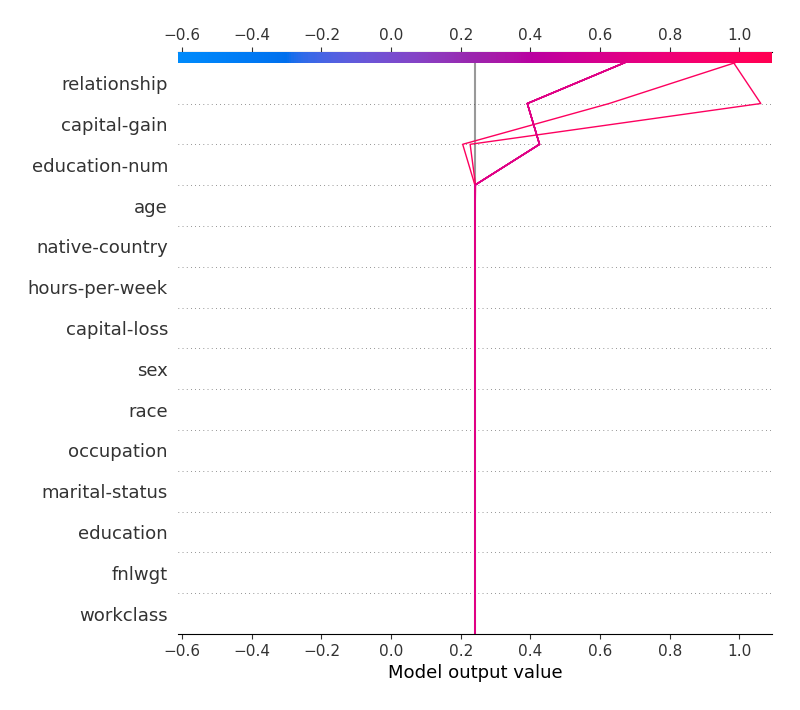 −0.6 −0.4 −0.2 0.0 0.2 0.4 0.6 0.8 1.0
relationship
capital-gain
education-num
age
native-country
hours-per-week
capital-loss
sex
race
occupation
marital-status
education
fnlwgt
workclass
−0.6 −0.4 −0.2 0.0 0.2 0.4 0.6 0.8 1.0
Model output value